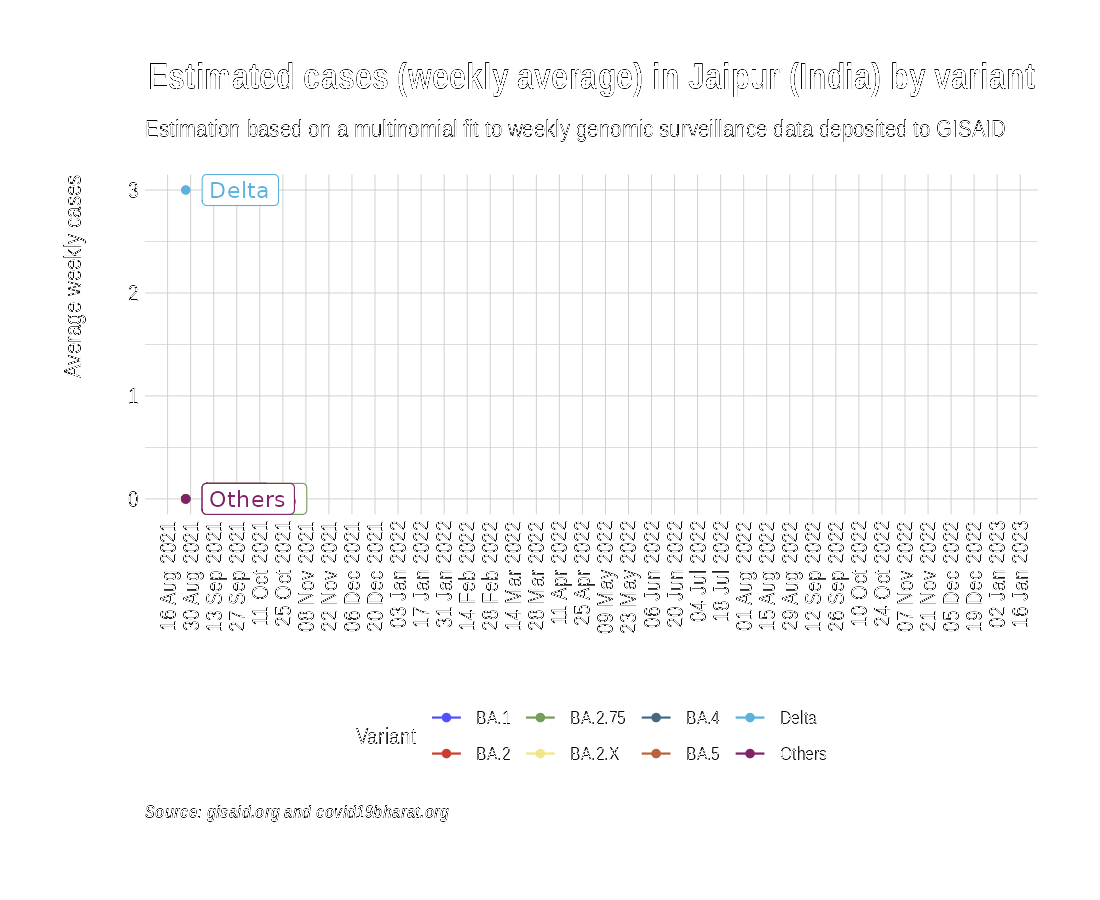 Estimated cases (weekly average) in Jaipur (India) by variant
Estimation based on a multinomial fit to weekly genomic surveillance data deposited to GISAID
Average weekly cases
3
2
1
0
Delta
Others
16 Aug 2021
30 Aug 2021
13 Sep 2021
27 Sep 2021
11 Oct 2021
25 Oct 2021
08 Nov 2021
22 Nov 2021
06 Dec 2021
20 Dec 2021
03 Jan 2022
17 Jan 2022
31 Jan 2022
14 Feb 2022
28 Feb 2022
14 Mar 2022
28 Mar 2022
11 Apr 2022
25 Apr 2022
09 May 2022
23 May 2022
06 Jun 2022
20 Jun 2022
04 Jul 2022
18 Jul 2022
01 Aug 2022
15 Aug 2022
29 Aug 2022
12 Sep 2022
26 Sep 2022
10 Oct 2022
24 Oct 2022
07 Nov 2022
21 Nov 2022
05 Dec 2022
19 Dec 2022
02 Jan 2023
16 Jan 2023
Variant
BA.1 BA.2.75 BA.4 Delta
BA.2 BA.2.X BA.5 Others
Source: gisaid.org and covid19bharat.org